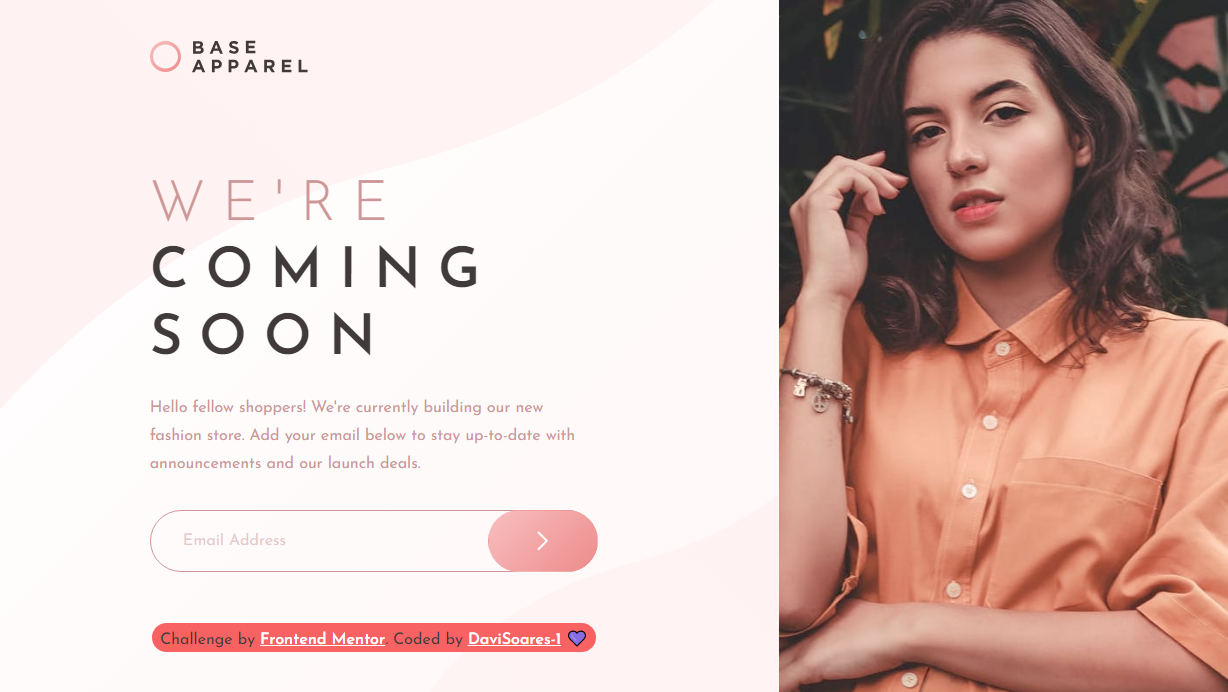 BASE
APPAREL
WE'RE
COMING
SOON
Hello fellow shoppers! We're currently building our new
fashion store. Add your email below to stay up-to-date with
announcements and our launch deals.
Email Address
Challenge by Frontend Mentor. Coded by DaviSoares-1 💜